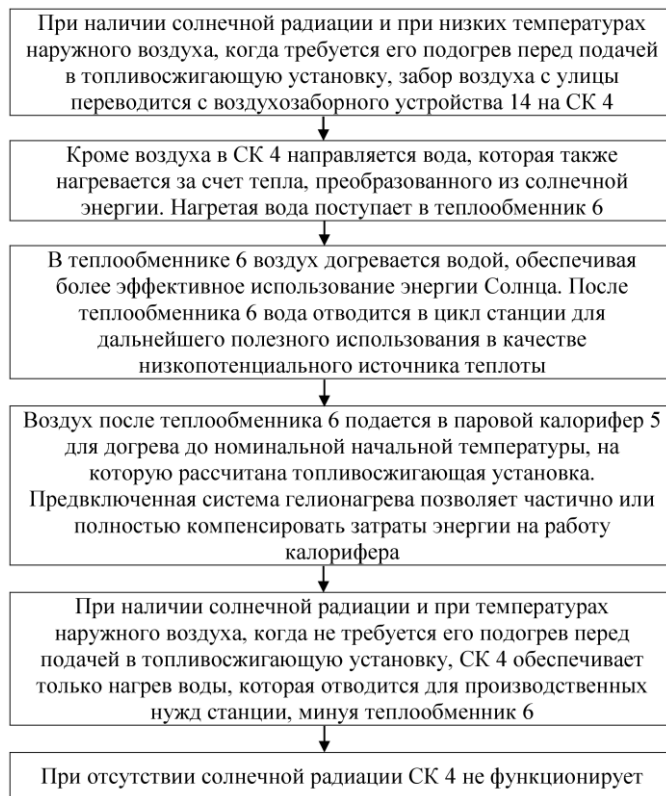 При наличии солнечной радиации и при низких температурах
наружного воздуха, когда требуется его подогрев перед подачей
в топливосжигающую установку, забор воздуха с улицы
переводится с воздухозаборного устройства 14 на СК 4
Кроме воздуха в СК 4 направляется вода, которая также
нагревается за счет тепла, преобразованного из солнечной
энергии. Нагретая вода поступает в теплообменник 6
В теплообменнике 6 воздух догревается водой, обеспечивая
более эффективное использование энергии Солнца. После
теплообменника 6 вода отводится в цикл станции для
дальнейшего полезного использования в качестве
низкопотенциального источника теплоты
Воздух после теплообменника 6 подается в паровой калорифер 5
для догрева до номинальной начальной температуры, на
которую рассчитана топливосжигающая установка.
Предвключенная система гелионагрева позволяет частично или
полностью компенсировать затраты энергии на работу
калорифера
При наличии солнечной радиации и при температурах
наружного воздуха, когда не требуется его подогрев перед
подачей в топливосжигающую установку, СК 4 обеспечивает
только нагрев воды, которая отводится для производственных
нужд станции, минуя теплообменник 6
При отсутствии солнечной радиации СК 4 не функционирует